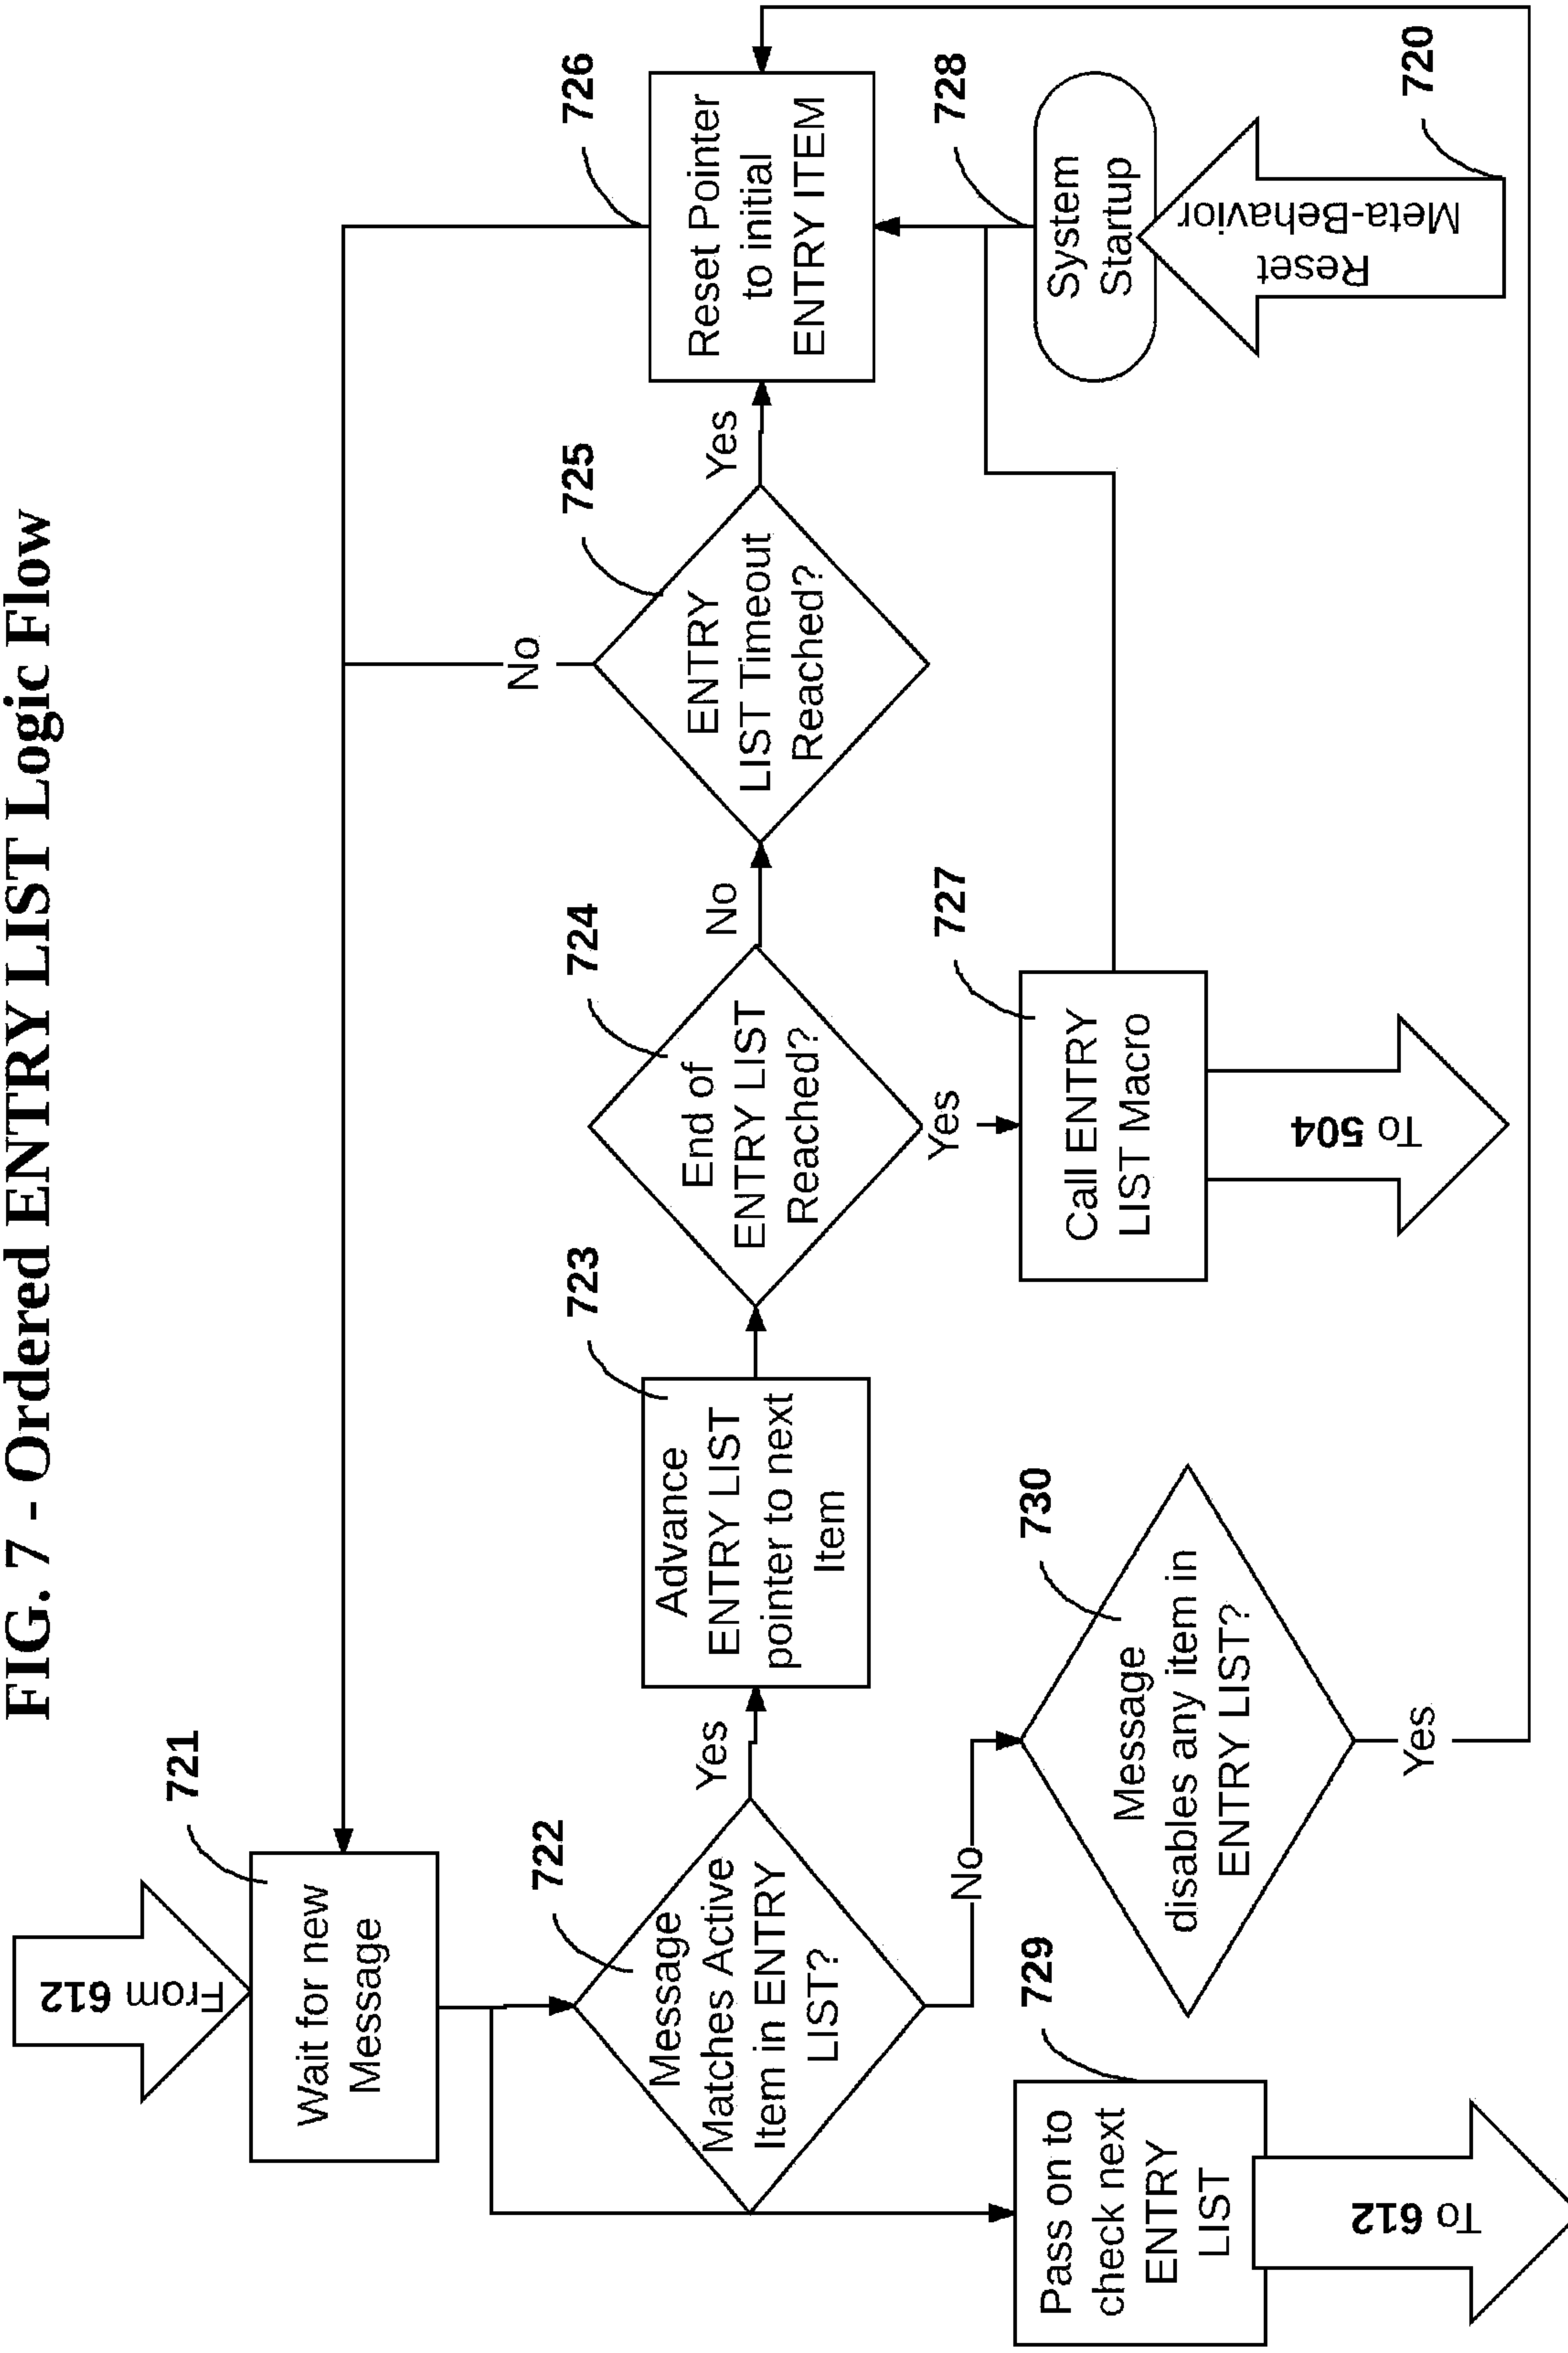 FIG. 7 - Ordered ENTRY LIST Logic Flow
From 612
721
Wait for new
Message
722
Message
Matches Active
Item in ENTRY
LIST?
Yes
No
723
Advance
ENTRY LIST
pointer to next
Item
724
End of
ENTRY LIST
Reached?
No
Yes
725
ENTRY
LIST Timeout
Reached?
No
Yes
726
Reset Pointer
to initial
ENTRY ITEM
727
Call ENTRY
LIST Macro
To 504
728
System
Startup
Reset
Meta-Behavior
720
729
Pass on to
check next
ENTRY
LIST
To 612
730
Message
disables any item in
ENTRY LIST?
Yes